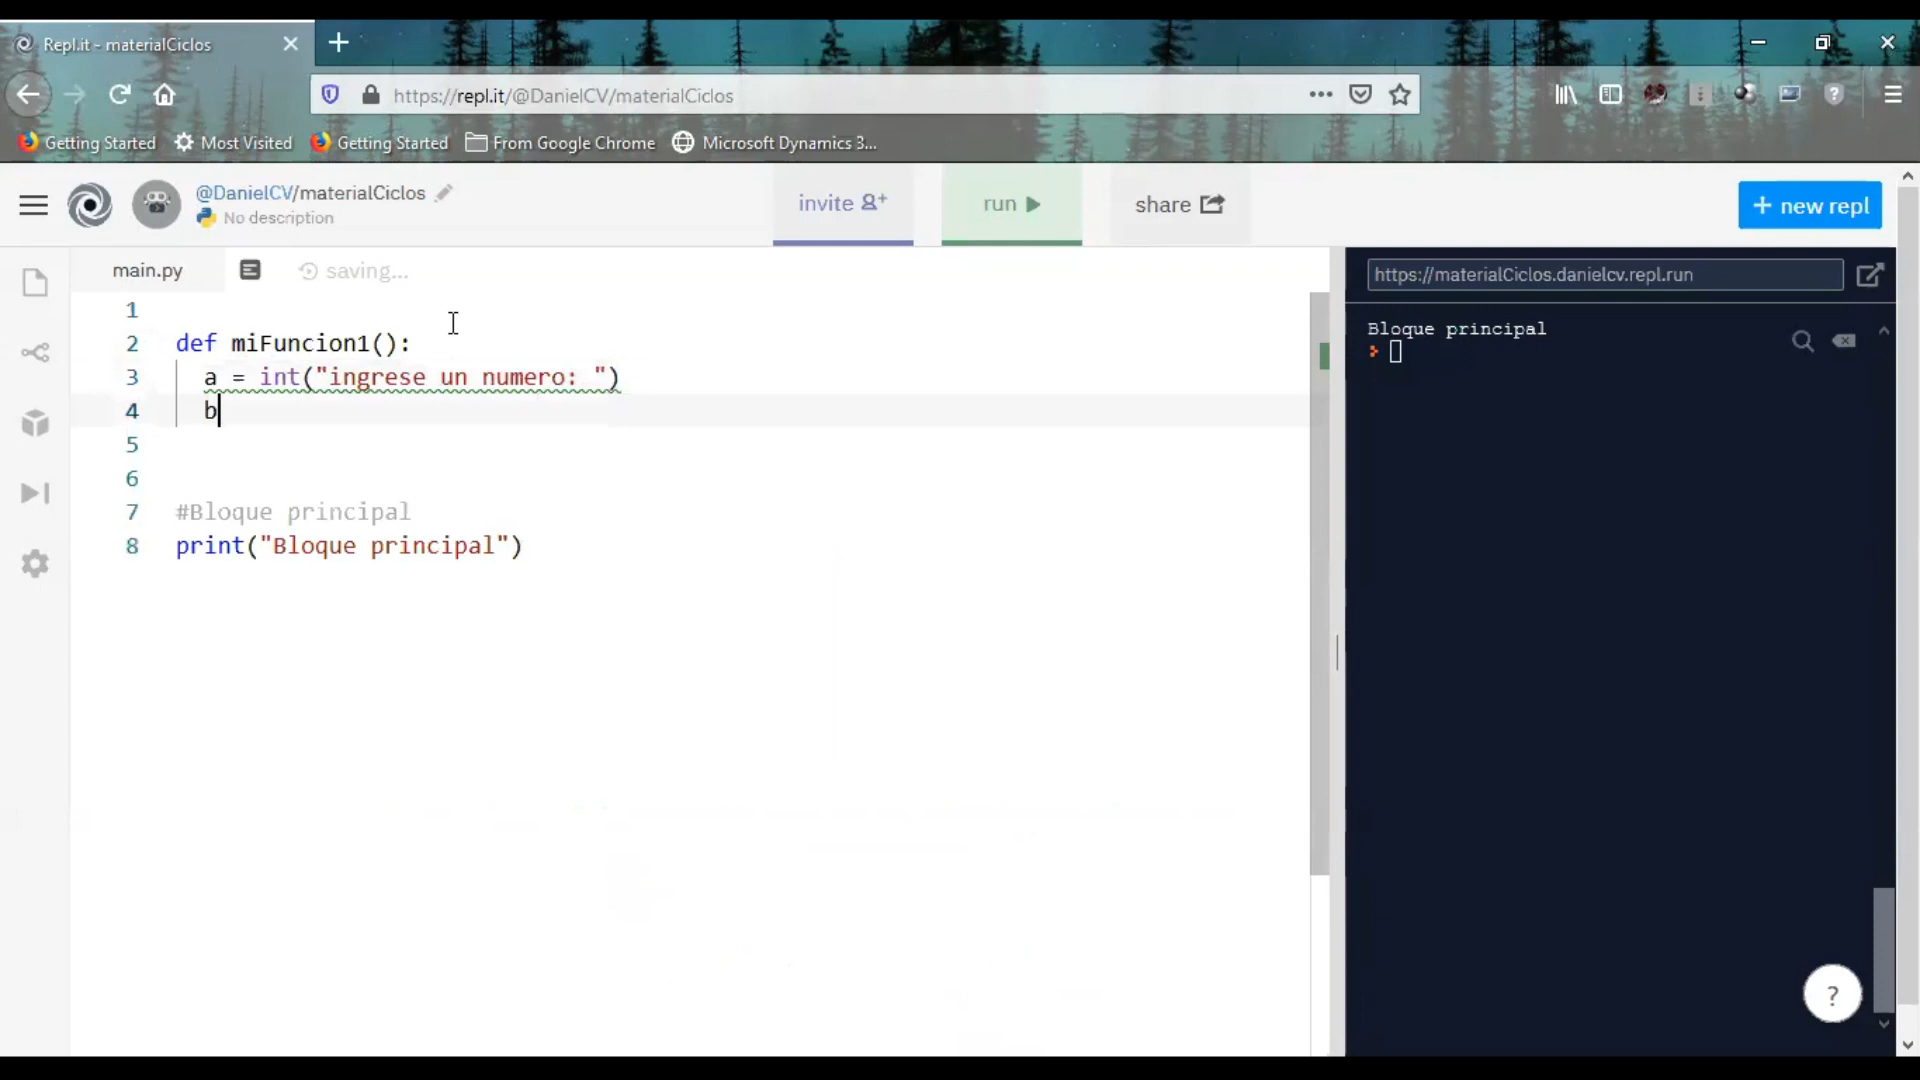 Repl.it - materialCiclos
https://repl.it/@DanielCV/materialCiclos
Getting Started Most Visited Getting Started From Google Chrome Microsoft Dynamics 3...
@DanielCV/materialCiclos
No description
invite
run
share
+ new repl
main.py
saving...
https://materialCiclos.danielcv.repl.run
1
2 def miFuncion1():
3 a = int("ingrese un numero: ")
4 b
5
6
7 #Bloque principal
8 print("Bloque principal")
Bloque principal
?